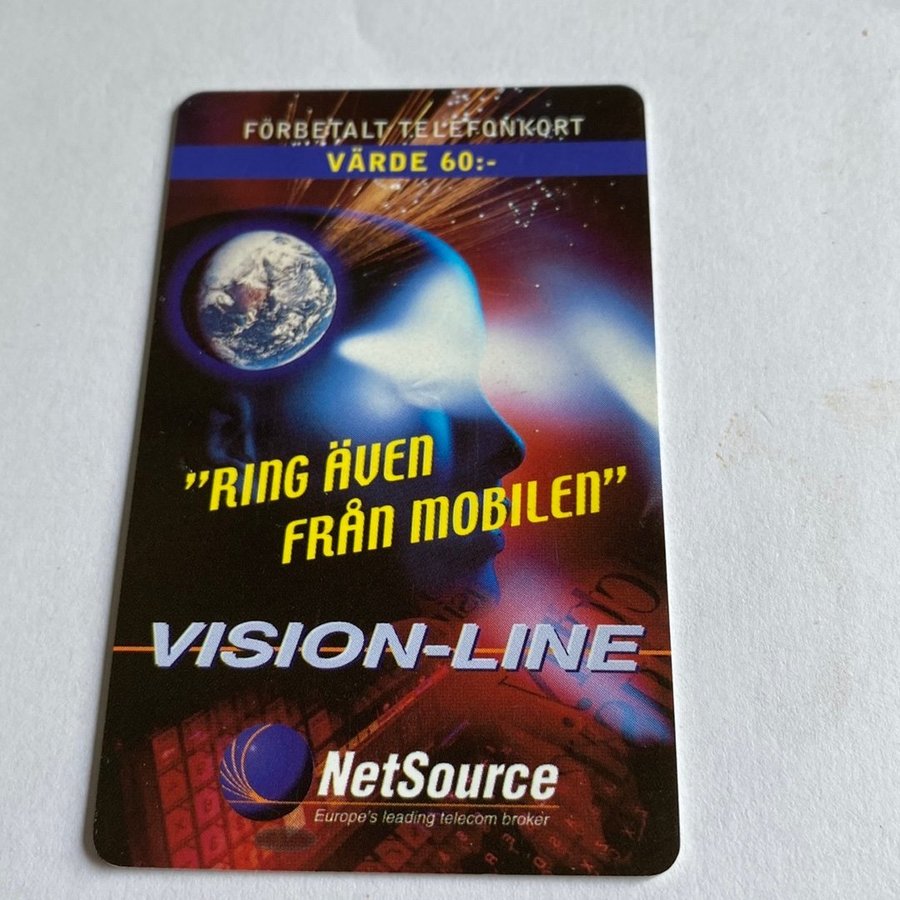 FÖRBETALT TELEFONKORT
VÄRDE 60:-
"RING ÄVEN
FRÅN MOBILEN"
VISION-LINE
NetSource
Europe's leading telecom broker